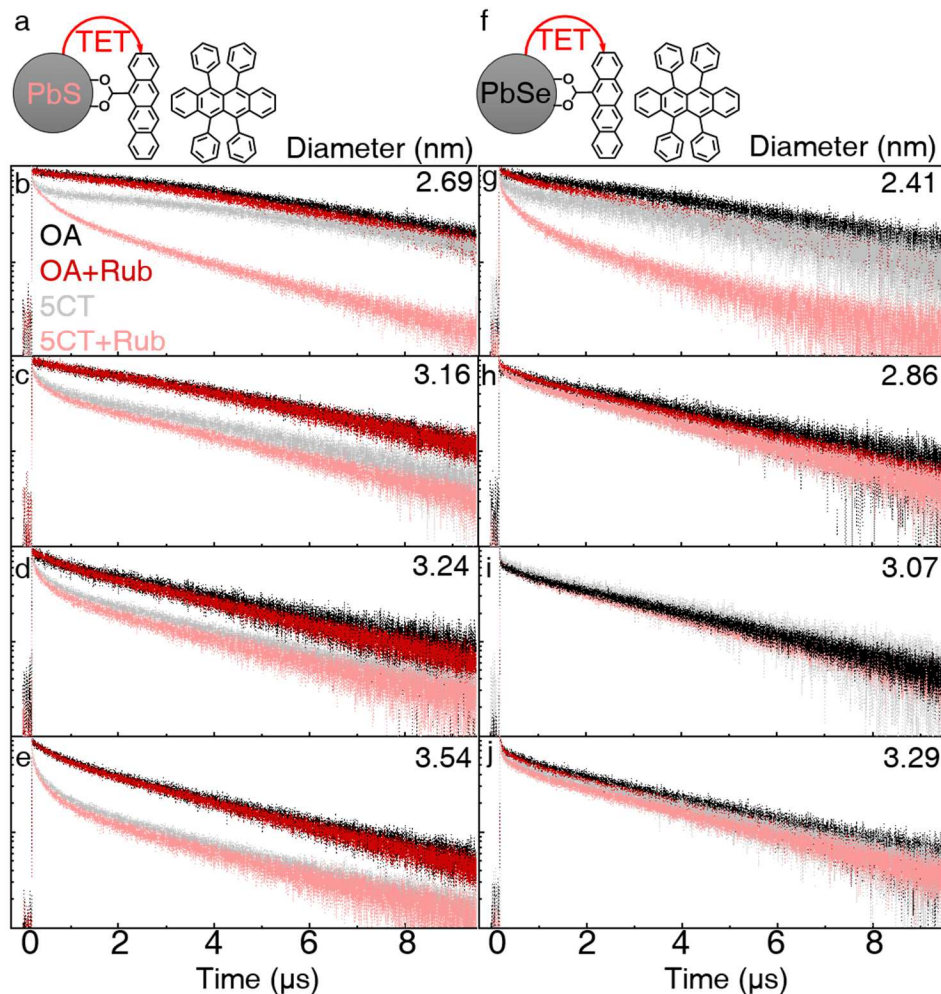 a
TET
PbS
O
O
Diameter (nm)
b
2.69
OA
OA+Rub
5CT
5CT+Rub
c
3.16
d
3.24
e
3.54
0 2 4 6 8
Time (μs)
f
TET
PbSe
O
O
Diameter (nm)
g
2.41
h
2.86
i
3.07
j
3.29
0 2 4 6 8
Time (μs)